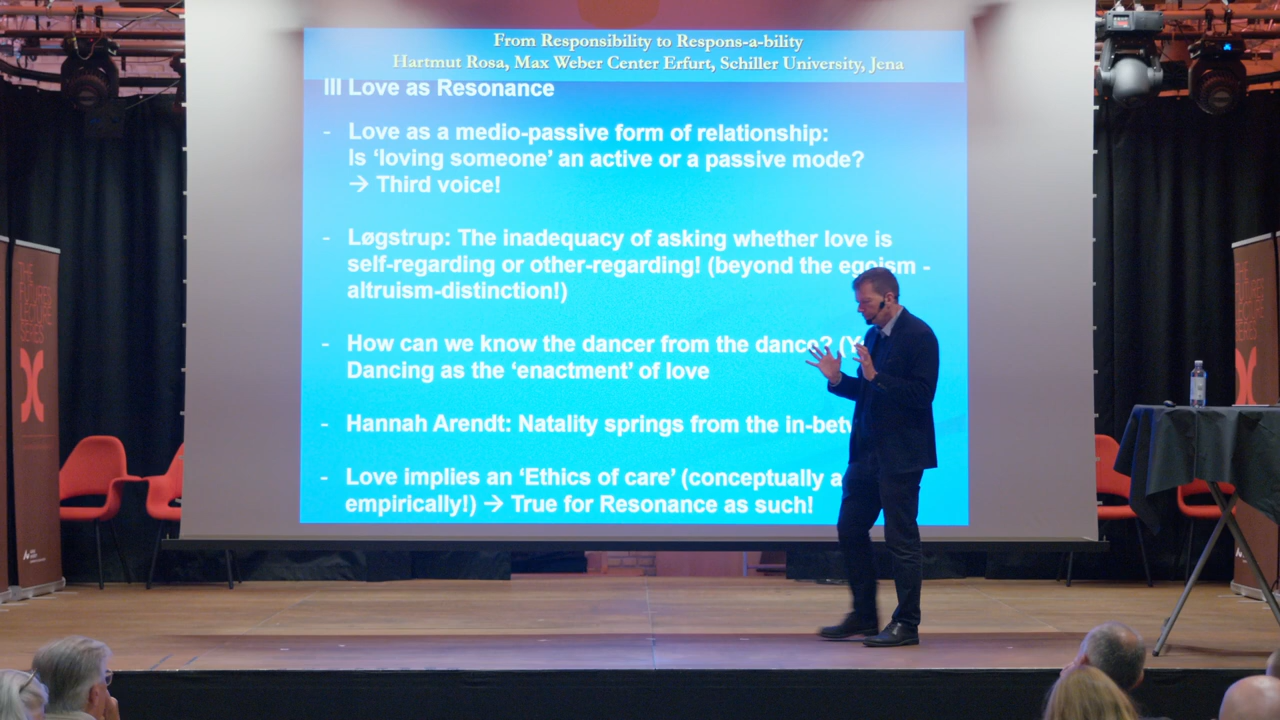 From Responsibility to Respons-a-bility
Hartmut Rosa, Max Weber Center Erfurt, Schiller University, Jena
III Love as Resonance
- Love as a medio-passive form of relationship:
Is ‘loving someone’ an active or a passive mode?
→ Third voice!
- Løgstrup: The inadequacy of asking whether love is
self-regarding or other-regarding! (beyond the egoism -
altruism-distinction!)
- How can we know the dancer from the dance?
Dancing as the ‘enactment’ of love
- Hannah Arendt: Natality springs from the
- Love implies an ‘Ethics of care’ (conceptually
empirically!) → True for Resonance as such!
THE
FUTURE
LECTURE
SERIES